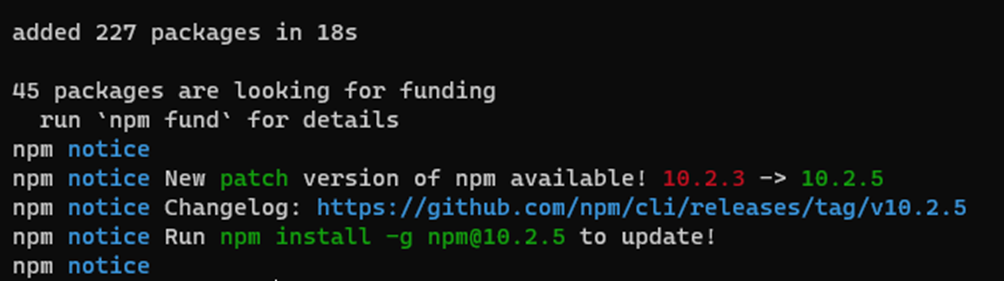 added 227 packages in 18s
45 packages are looking for funding
run `npm fund` for details
npm notice
npm notice New patch version of npm available! 10.2.3 -> 10.2.5
npm notice Changelog: https://github.com/npm/cli/releases/tag/v10.2.5
npm notice Run npm install -g npm@10.2.5 to update!
npm notice